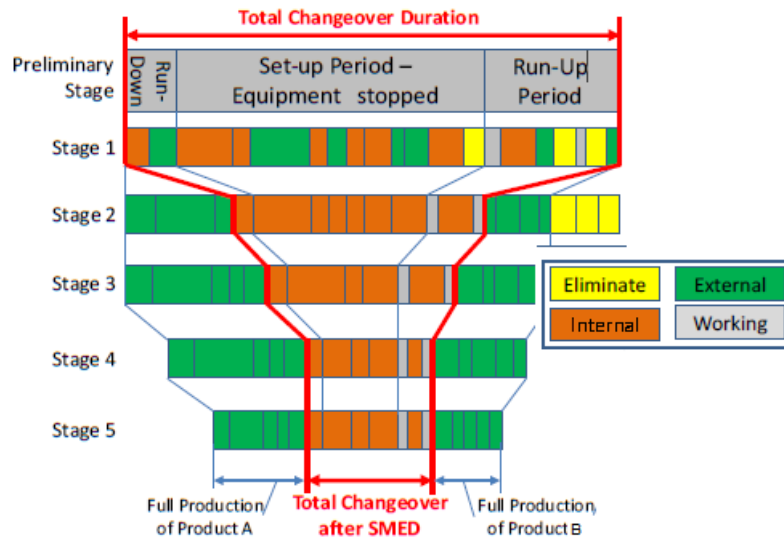 Total Changeover Duration
Preliminary
Stage
Run-
Down
Set-up Period –
Equipment stopped
Run-Up
Period
Stage 1
Stage 2
Stage 3
Stage 4
Stage 5
Eliminate
External
Internal
Working
Full Production
of Product A
Total Changeover
after SMED
Full Production
of Product B